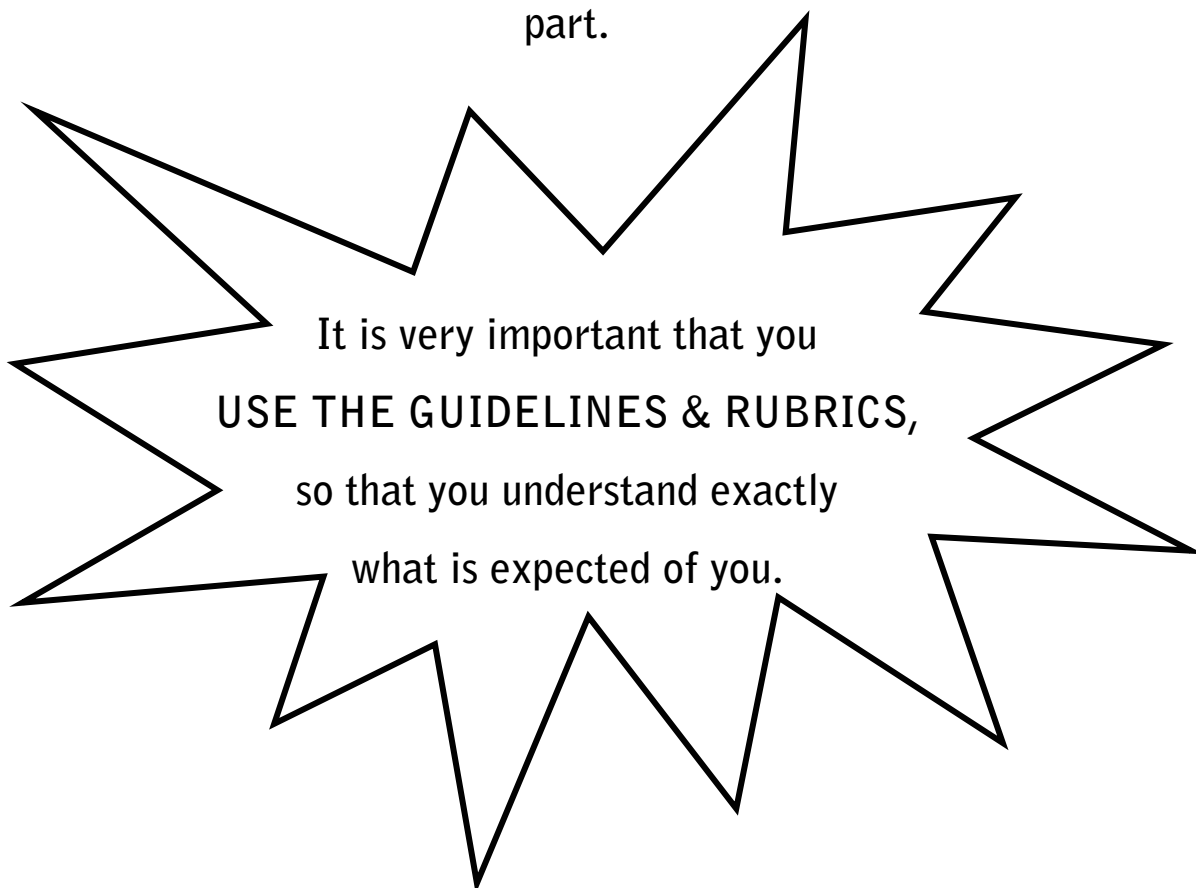 part.
It is very important that you
USE THE GUIDELINES & RUBRICS,
so that you understand exactly
what is expected of you.